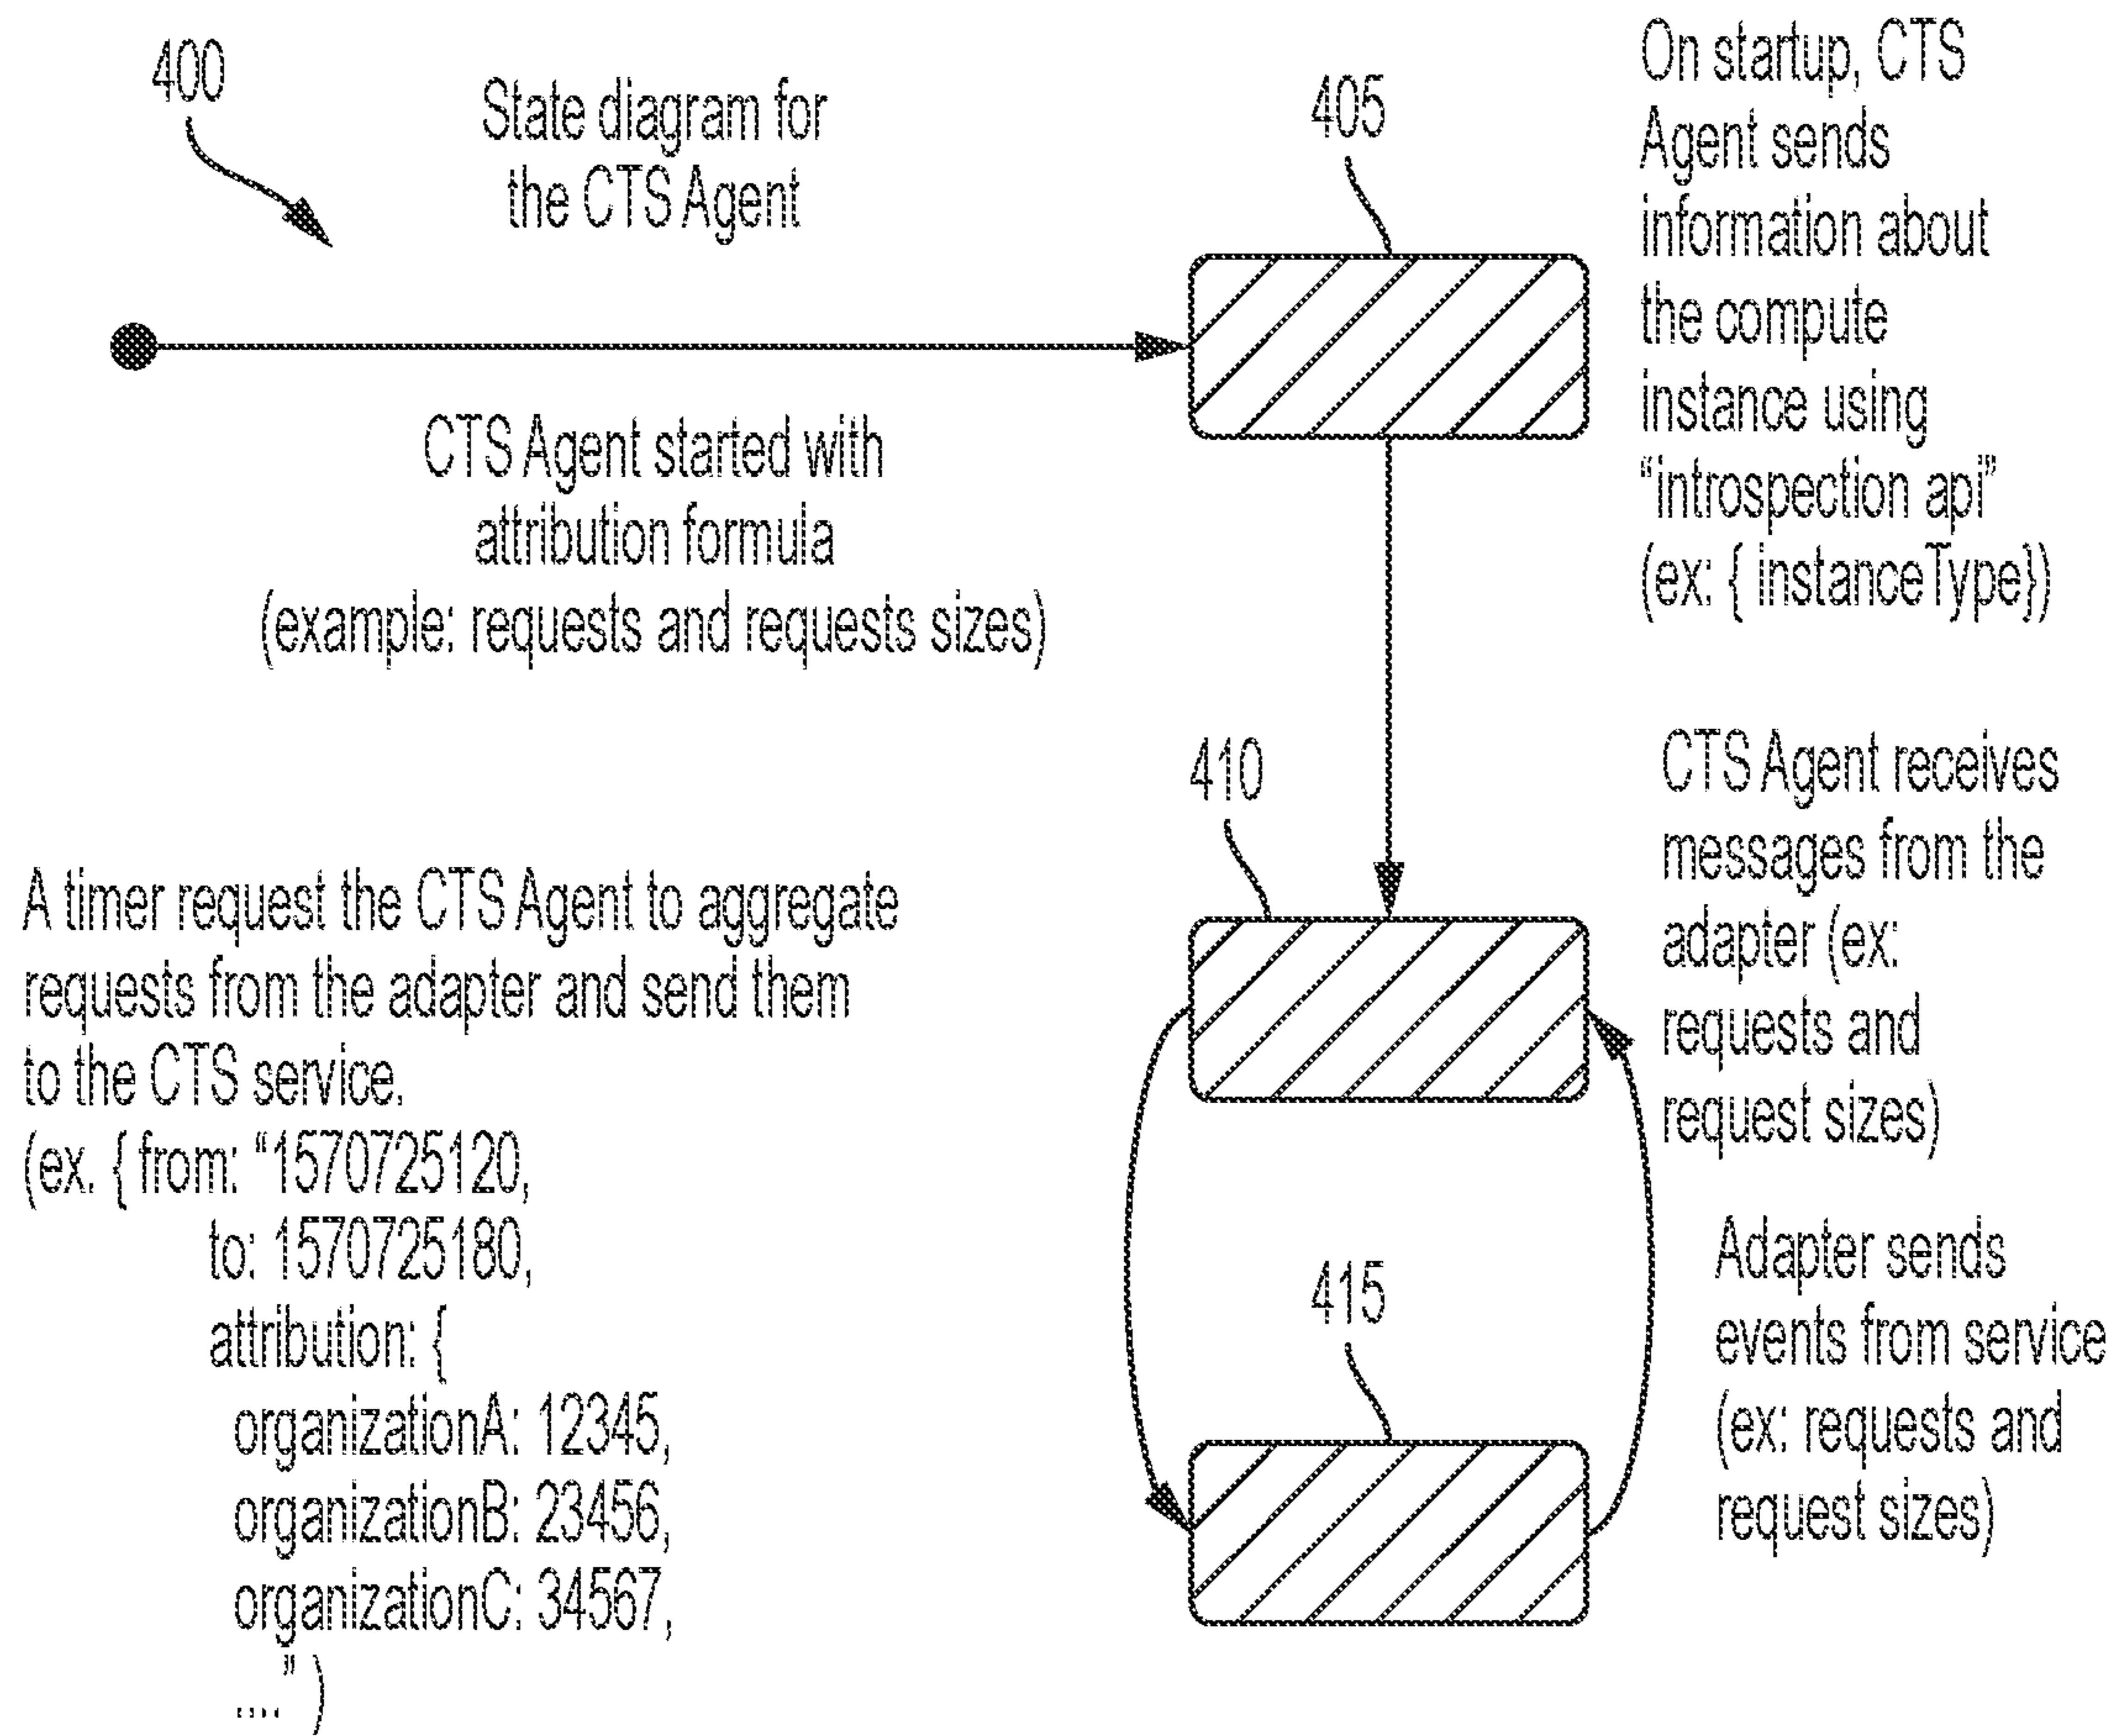 400
State diagram for
the CTS Agent
405
On startup, CTS
Agent sends
information about
the compute
instance using
“introspection api”
(ex: { instanceType})
CTS Agent started with
attribution formula
(example: requests and requests sizes)
410
CTS Agent receives
messages from the
adapter (ex:
requests and
request sizes)
A timer request the CTS Agent to aggregate
requests from the adapter and send them
to the CTS service.
(ex. { from: “1570725120,
to: 1570725180,
attribution: {
organizationA: 12345,
organizationB: 23456,
organizationC: 34567,
....” )
415
Adapter sends
events from service
(ex: requests and
request sizes)